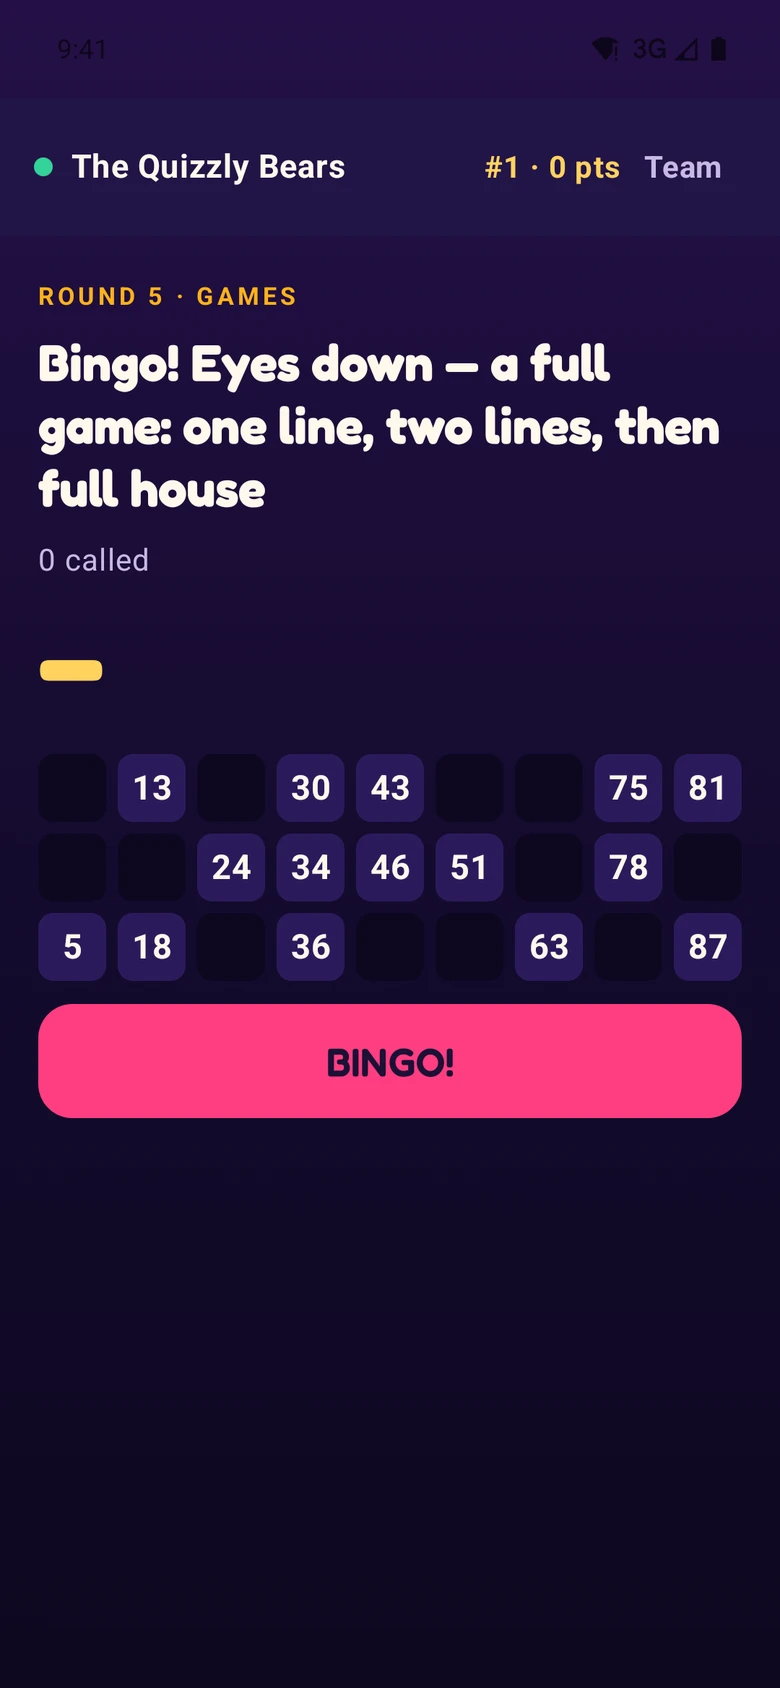 9:41 3G
The Quizzly Bears #1 · 0 pts Team
ROUND 5 · GAMES
Bingo! Eyes down — a full
game: one line, two lines, then
full house
0 called
13 30 43 75 81
24 34 46 51 78
5 18 36 63 87
BINGO!